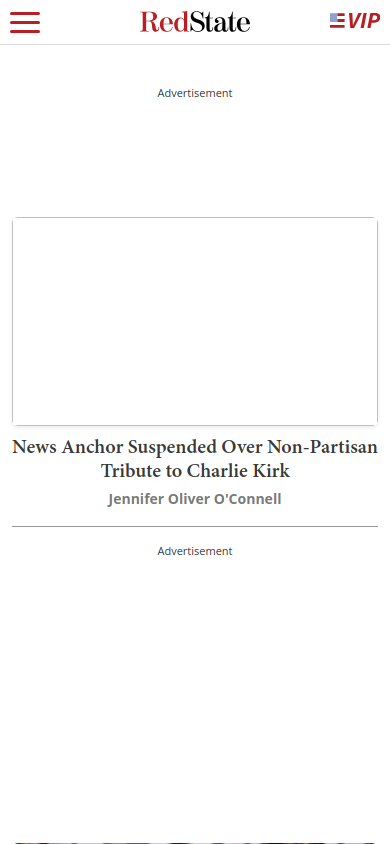 RedState
VIP
Advertisement
News Anchor Suspended Over Non-Partisan
Tribute to Charlie Kirk
Jennifer Oliver O'Connell
Advertisement